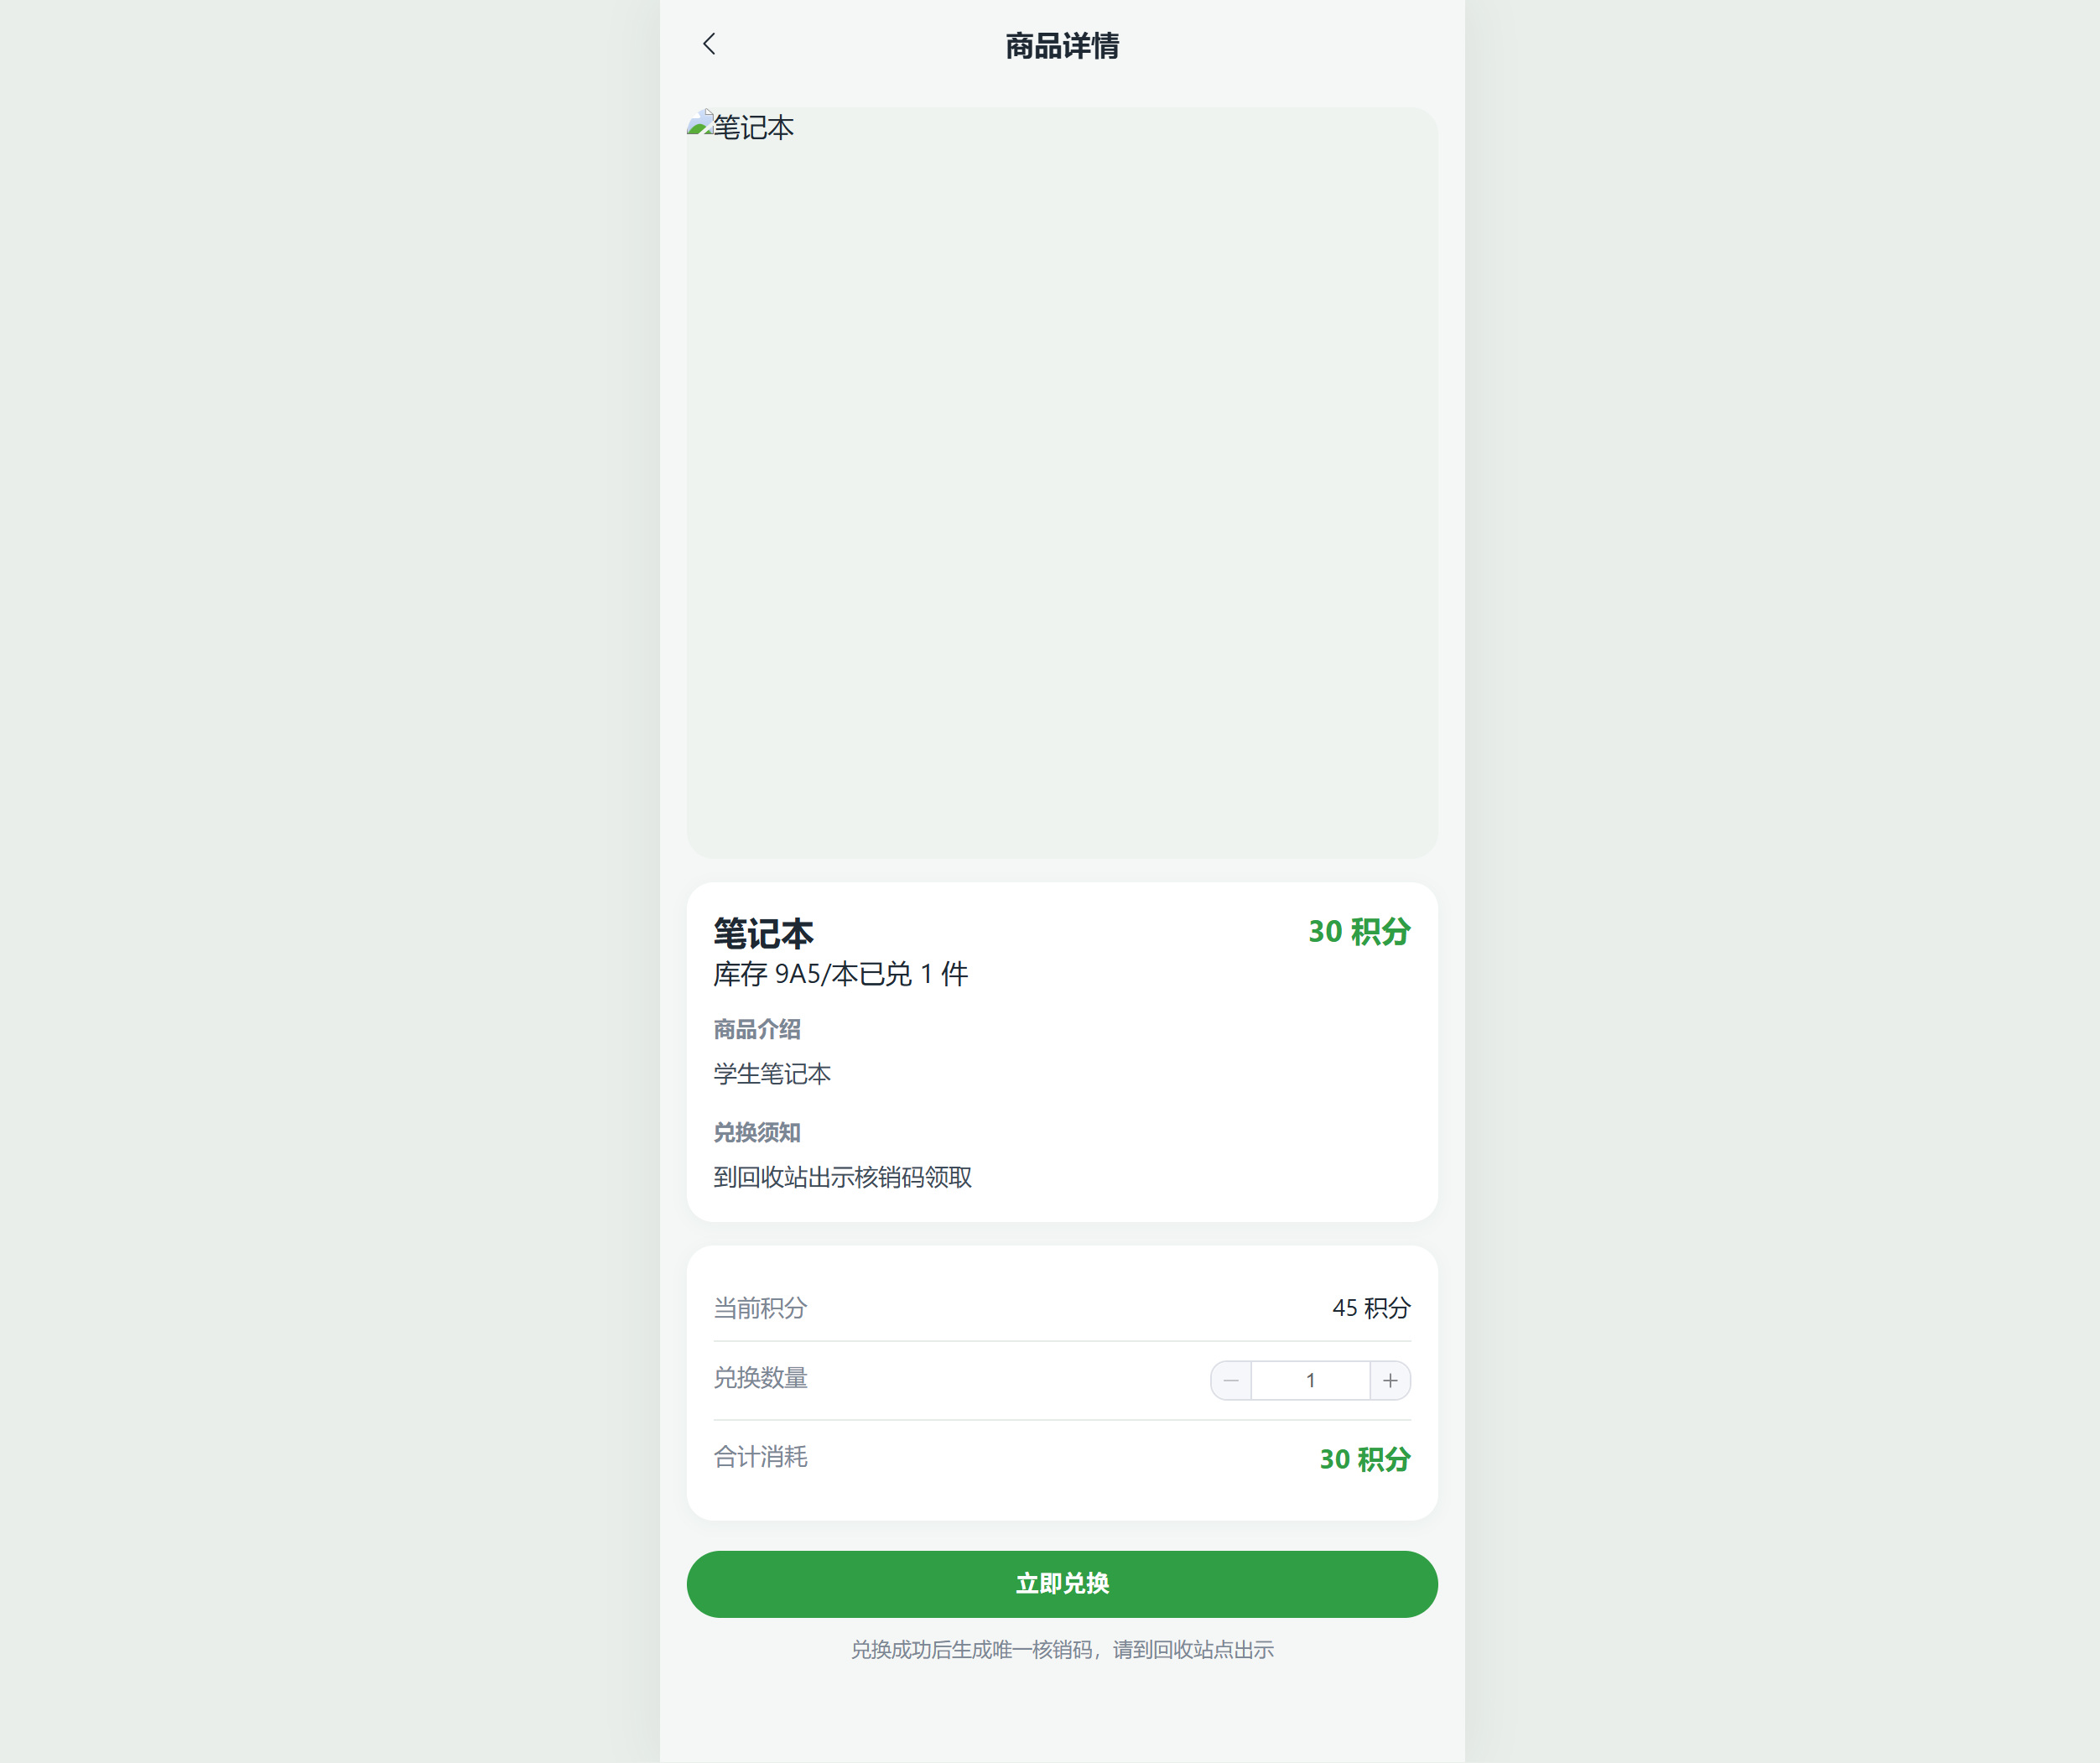 商品详情
笔记本
笔记本
30 积分
库存 9A5/本已兑 1 件
商品介绍
学生笔记本
兑换须知
到回收站出示核销码领取
当前积分
45 积分
兑换数量
1
合计消耗
30 积分
立即兑换
兑换成功后生成唯一核销码，请到回收站点出示